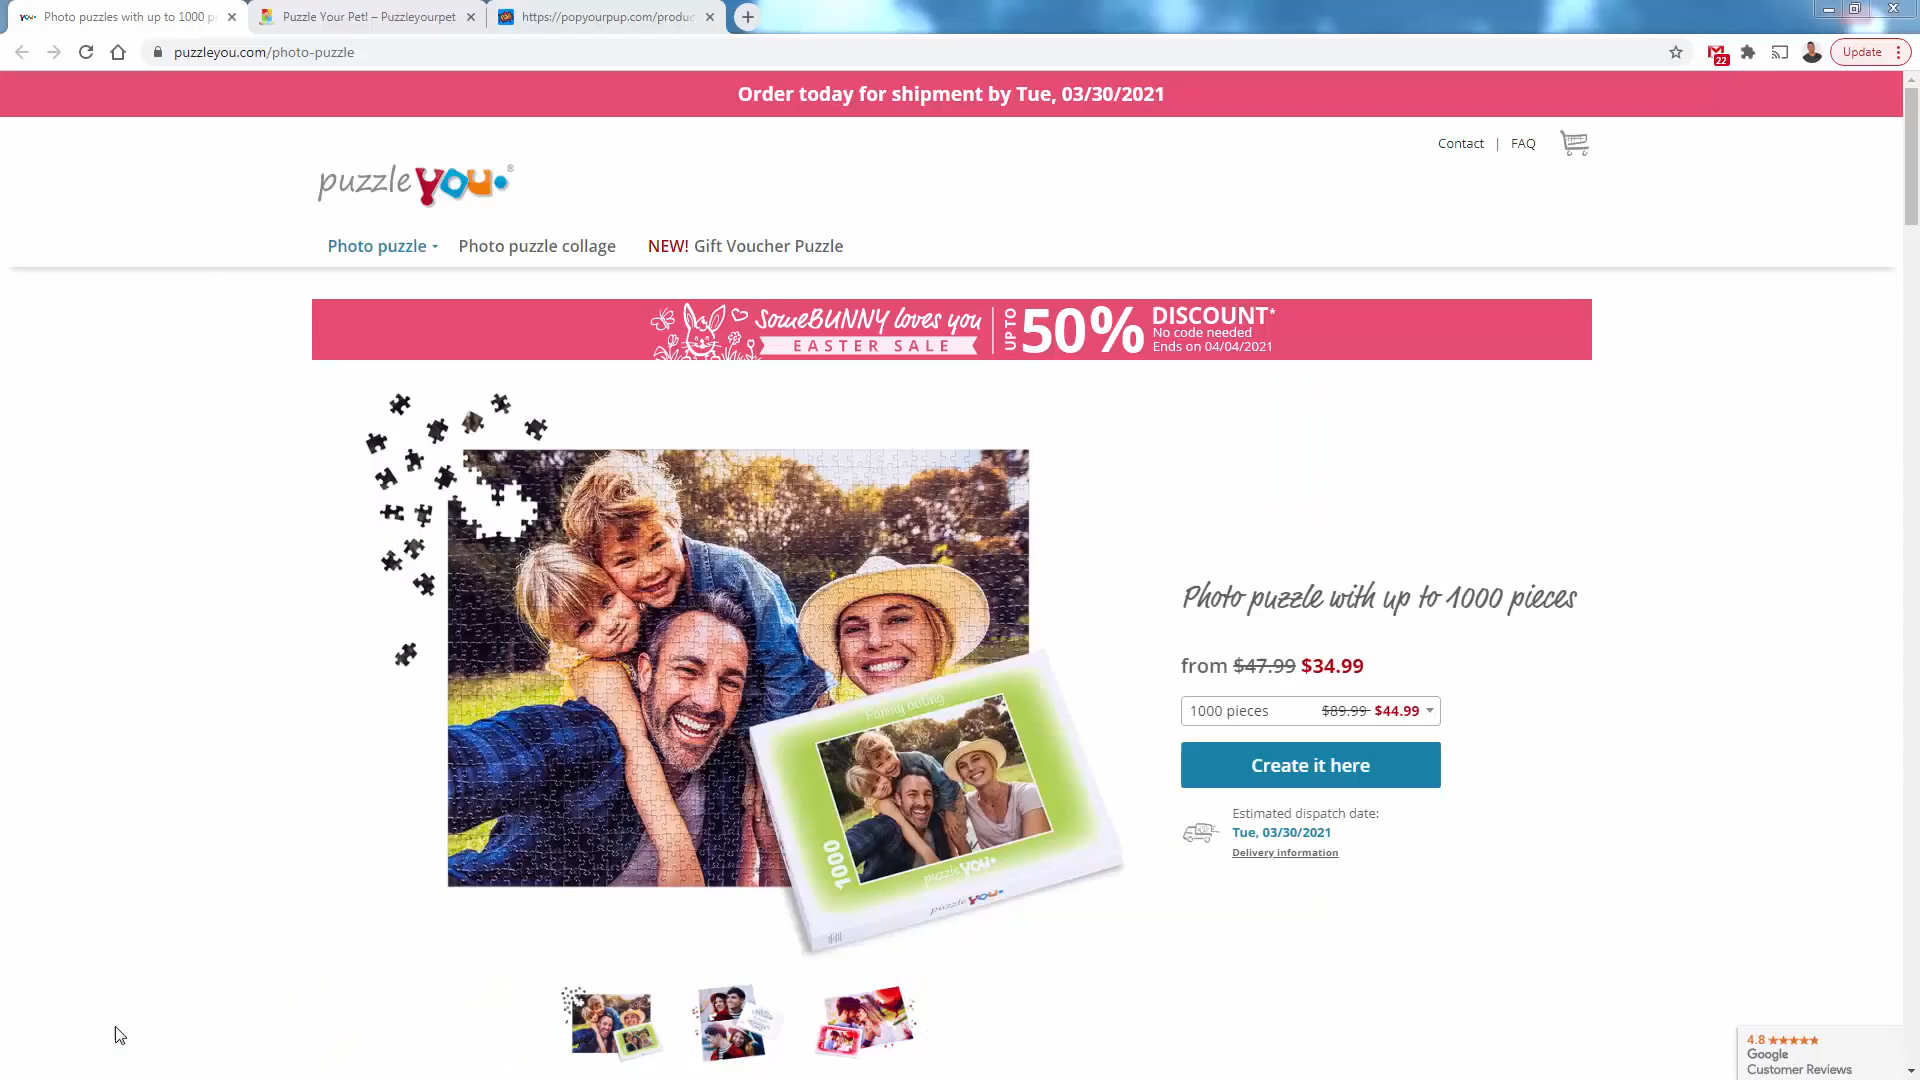 Photo puzzles with up to 1000 p
Puzzle Your Pet! – Puzzleyourpet
https://popyourpup.com/produc
puzzleyou.com/photo-puzzle
22
Update
Order today for shipment by Tue, 03/30/2021
Contact | FAQ
puzzle you®
Photo puzzle
Photo puzzle collage
NEW! Gift Voucher Puzzle
SomeBUNNY loves you
EASTER SALE
UP TO
50%
DISCOUNT*
No code needed
Ends on 04/04/2021
Photo puzzle with up to 1000 pieces
from $47.99 $34.99
1000 pieces $89.99 $44.99
Create it here
Estimated dispatch date:
Tue, 03/30/2021
Delivery information
Family outing
1000
puzzle you
puzzle you
4.8
Google
Customer Reviews